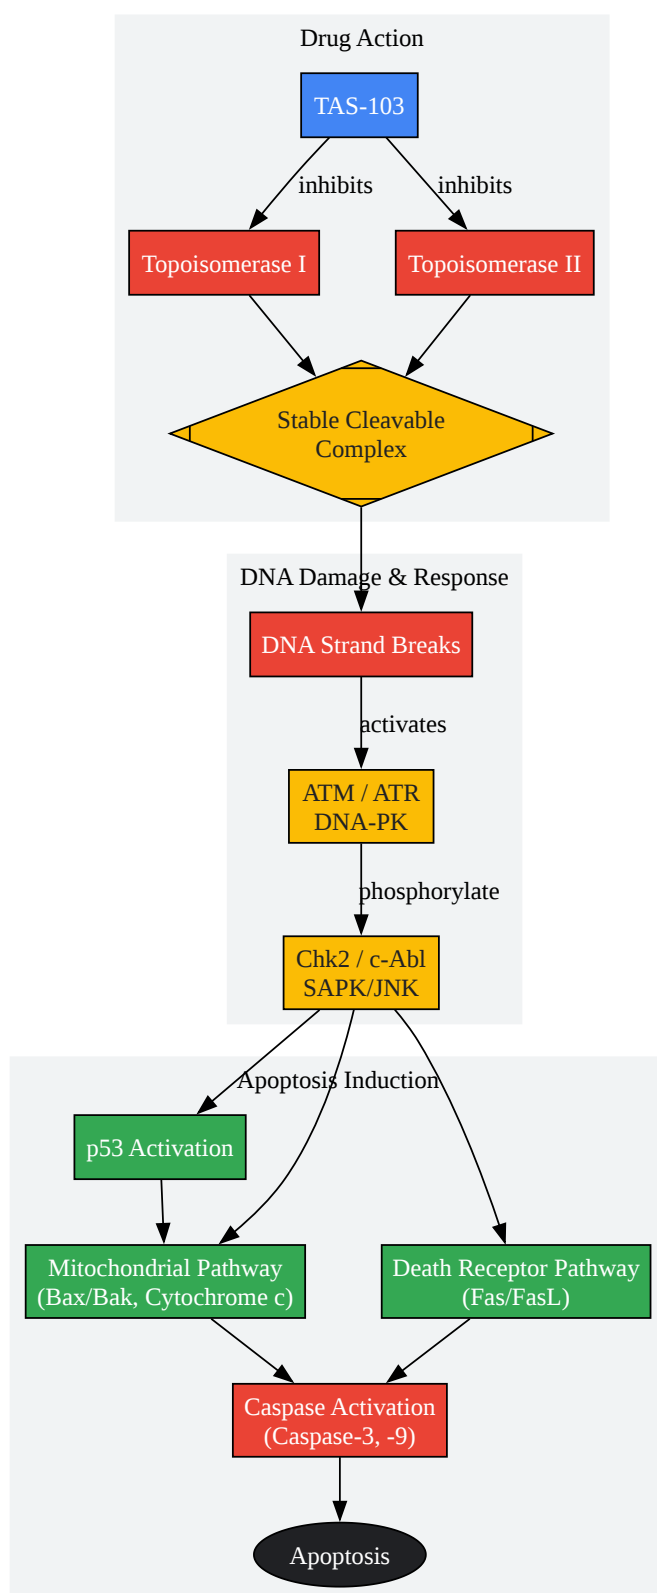 Drug Action
TAS-103
inhibits
inhibits
Topoisomerase I
Topoisomerase II
Stable Cleavable
Complex
DNA Damage & Response
DNA Strand Breaks
activates
ATM / ATR
DNA-PK
phosphorylate
Chk2 / c-Abl
SAPK/JNK
Apoptosis Induction
p53 Activation
Mitochondrial Pathway
(Bax/Bak, Cytochrome c)
Death Receptor Pathway
(Fas/FasL)
Caspase Activation
(Caspase-3, -9)
Apoptosis